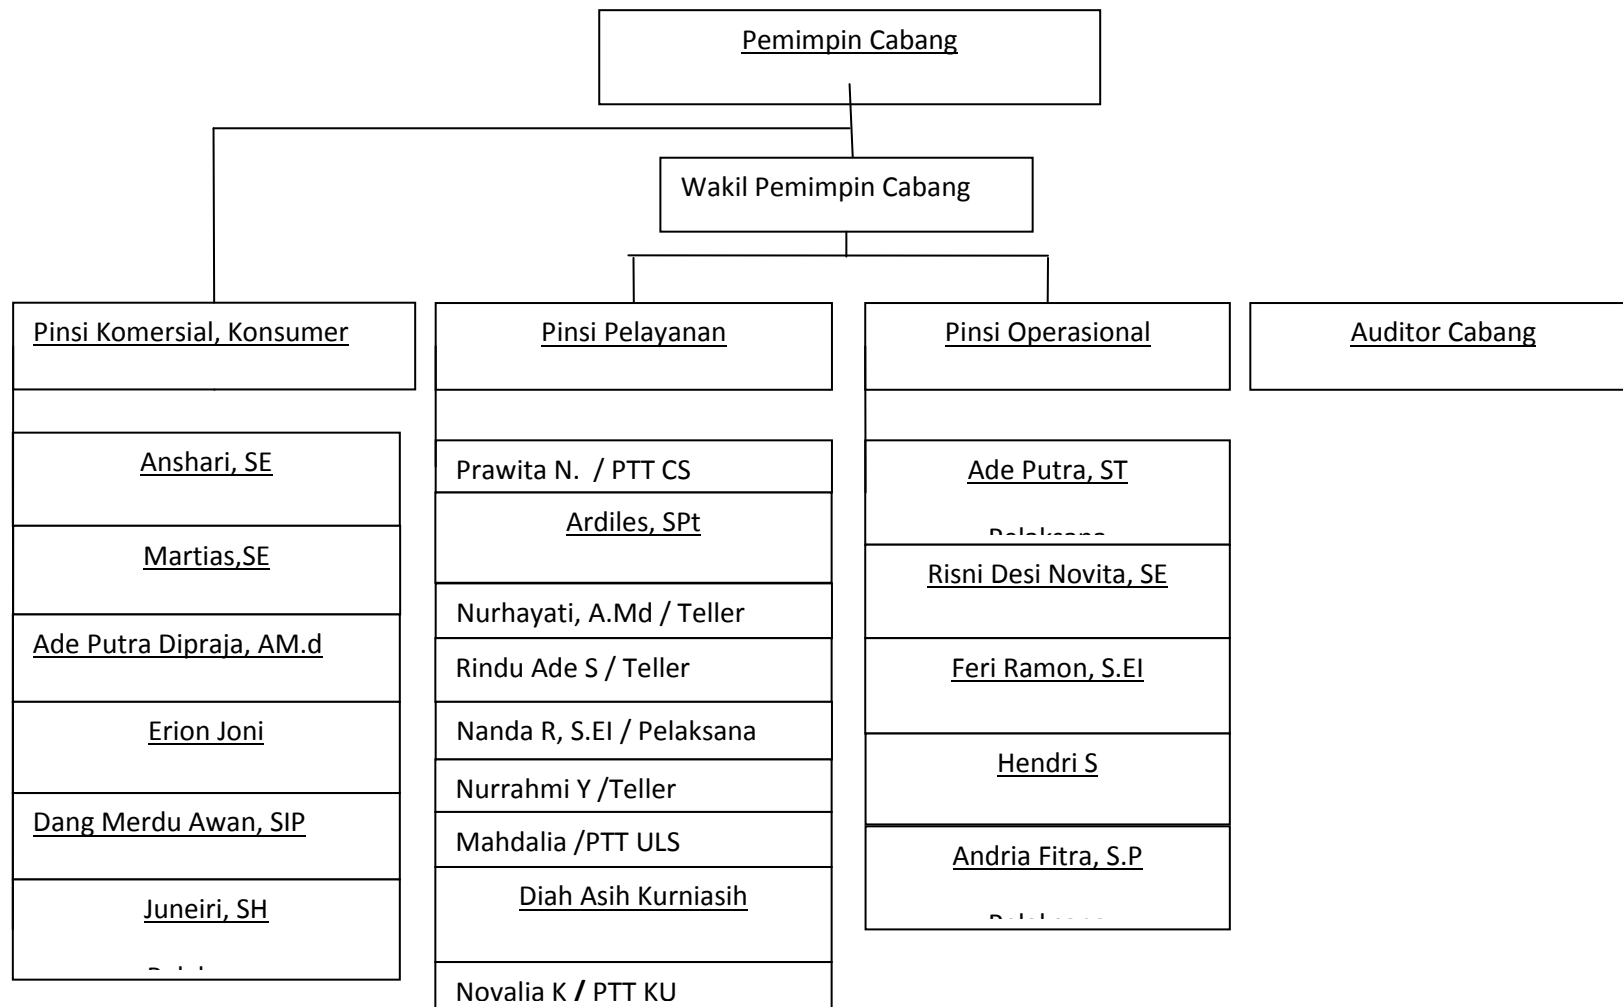 Pemimpin Cabang
Wakil Pemimpin Cabang
Pinsi Komersial, Konsumer
Pinsi Pelayanan
Pinsi Operasional
Auditor Cabang
Anshari, SE
Martias,SE
Ade Putra Dipraja, AM.d
Erion Joni
Dang Merdu Awan, SIP
Juneiri, SH
Prawita N. / PTT CS
Ardiles, SPt
Nurhayati, A.Md / Teller
Rindu Ade S / Teller
Nanda R, S.EI / Pelaksana
Nurrahmi Y /Teller
Mahdalia /PTT ULS
Diah Asih Kurniasih
Novalia K / PTT KU
Ade Putra, ST
Risni Desi Novita, SE
Feri Ramon, S.EI
Hendri S
Andria Fitra, S.P